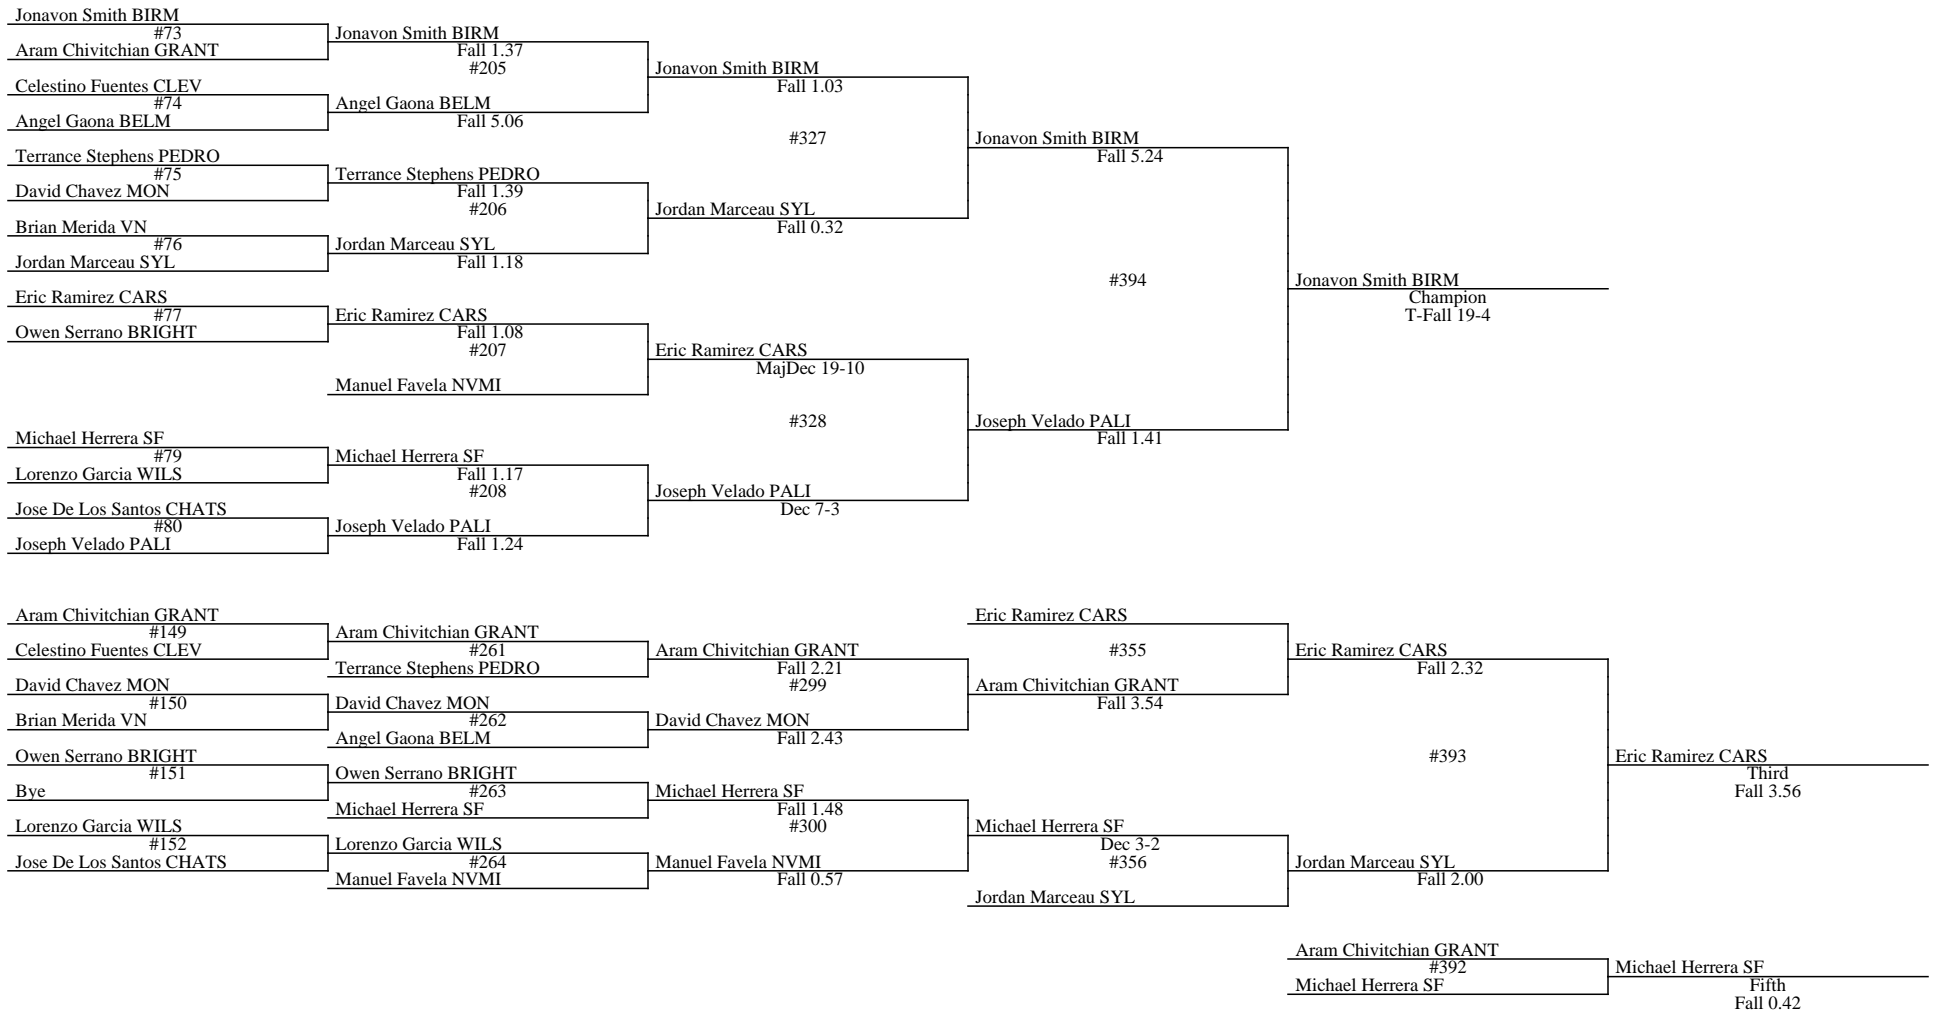 Jonavon Smith BIRM
#73
Aram Chivitchian GRANT
Celestino Fuentes CLEV
#74
Angel Gaona BELM
Terrance Stephens PEDRO
#75
David Chavez MON
Brian Merida VN
#76
Jordan Marceau SYL
Eric Ramirez CARS
#77
Owen Serrano BRIGHT
Michael Herrera SF
#79
Lorenzo Garcia WILS
Jose De Los Santos CHATS
#80
Joseph Velado PALI
Jonavon Smith BIRM
Fall 1.37
#205
Angel Gaona BELM
Fall 5.06
Terrance Stephens PEDRO
Fall 1.39
#206
Jordan Marceau SYL
Fall 1.18
Eric Ramirez CARS
Fall 1.08
#207
Manuel Favela NVMI
Michael Herrera SF
Fall 1.17
#208
Joseph Velado PALI
Fall 1.24
Jonavon Smith BIRM
Fall 1.03
#327
Jordan Marceau SYL
Fall 0.32
Eric Ramirez CARS
MajDec 19-10
#328
Joseph Velado PALI
Dec 7-3
Jonavon Smith BIRM
Fall 5.24
#394
Joseph Velado PALI
Fall 1.41
Jonavon Smith BIRM
Champion
T-Fall 19-4
Aram Chivitchian GRANT
#149
Celestino Fuentes CLEV
David Chavez MON
#150
Brian Merida VN
Owen Serrano BRIGHT
#151
Bye
Lorenzo Garcia WILS
#152
Jose De Los Santos CHATS
Aram Chivitchian GRANT
#261
Terrance Stephens PEDRO
David Chavez MON
#262
Angel Gaona BELM
Owen Serrano BRIGHT
#263
Michael Herrera SF
Lorenzo Garcia WILS
#264
Manuel Favela NVMI
Aram Chivitchian GRANT
Fall 2.21
#299
David Chavez MON
Fall 2.43
Michael Herrera SF
Fall 1.48
#300
Manuel Favela NVMI
Fall 0.57
Eric Ramirez CARS
#355
Aram Chivitchian GRANT
Fall 3.54
Michael Herrera SF
Dec 3-2
#356
Jordan Marceau SYL
Eric Ramirez CARS
Fall 2.32
#393
Jordan Marceau SYL
Fall 2.00
Eric Ramirez CARS
Third
Fall 3.56
Aram Chivitchian GRANT
#392
Michael Herrera SF
Michael Herrera SF
Fifth
Fall 0.42